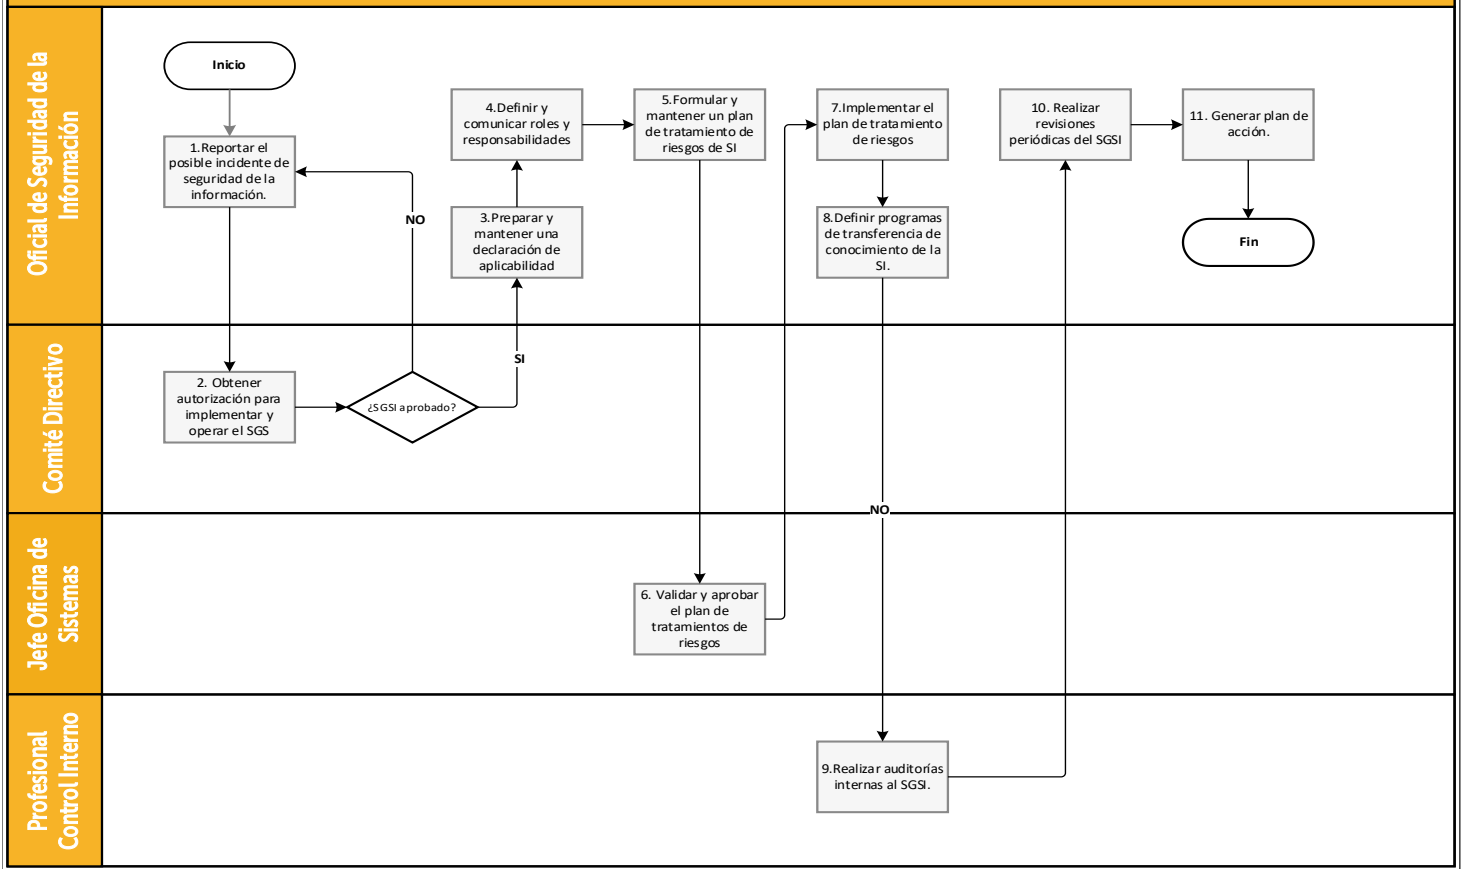 Oficial de Seguridad de la
Información
Inicio
1.Reportar el
posible incidente de
seguridad de la
información.
NO
3.Preparar y
mantener una
declaración de
aplicabilidad
4.Definir y
comunicar roles y
responsabilidades
5.Formular y
mantener un plan
de tratamiento de
riesgos de SI
7.Implementar el
plan de tratamiento
de riesgos
8.Definir programas
de transferencia de
conocimiento de la
SI.
10. Realizar
revisiones
periódicas del SGSI
11. Generar plan de
acción.
Fin
Comité Directivo
2. Obtener
autorización para
implementar y
operar el SGS
¿SGSI aprobado?
SI
NO
Jefe Oficina de
Sistemas
6. Validar y aprobar
el plan de
tratamientos de
riesgos
Profesional
Control Interno
9.Realizar auditorías
internas al SGSI.